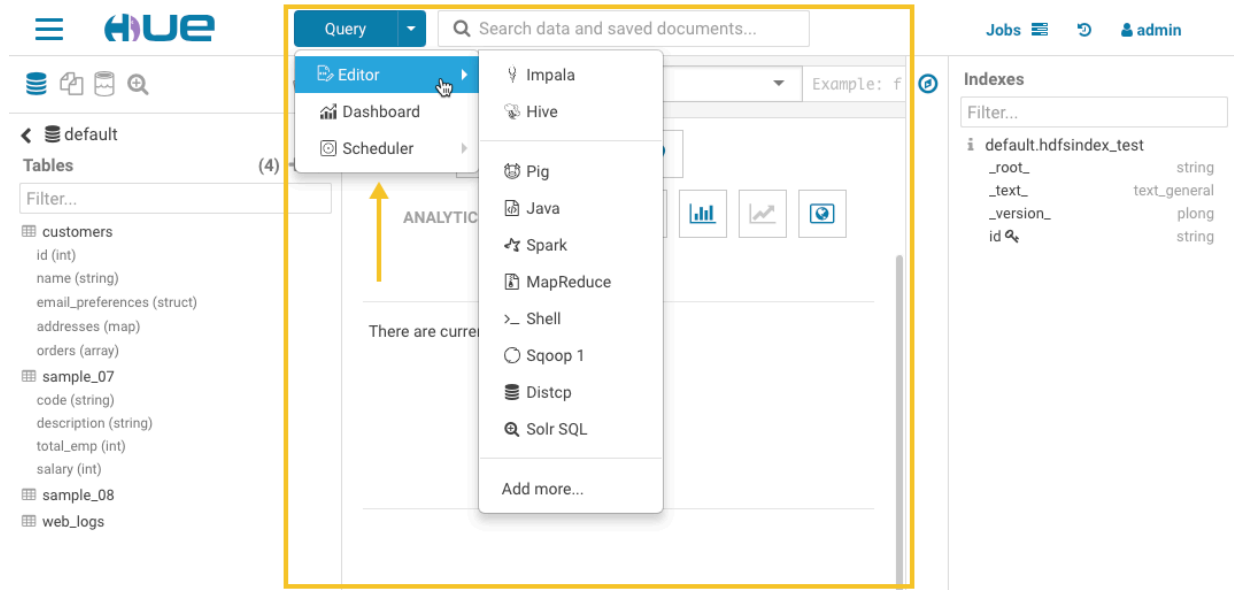 HUE
Query
Search data and saved documents...
Jobs
admin
Editor
Dashboard
Scheduler
Impala
Hive
Pig
Java
Spark
MapReduce
Shell
Sqoop 1
Distcp
Solr SQL
Add more...
default
Tables
(4)
Filter...
customers
id (int)
name (string)
email_preferences (struct)
addresses (map)
orders (array)
sample_07
code (string)
description (string)
total_emp (int)
salary (int)
sample_08
web_logs
Example: f
ANALYTIC
There are curre
Indexes
Filter...
default.hdfsindex_test
_root_ string
_text_ text_general
_version_ plong
id string